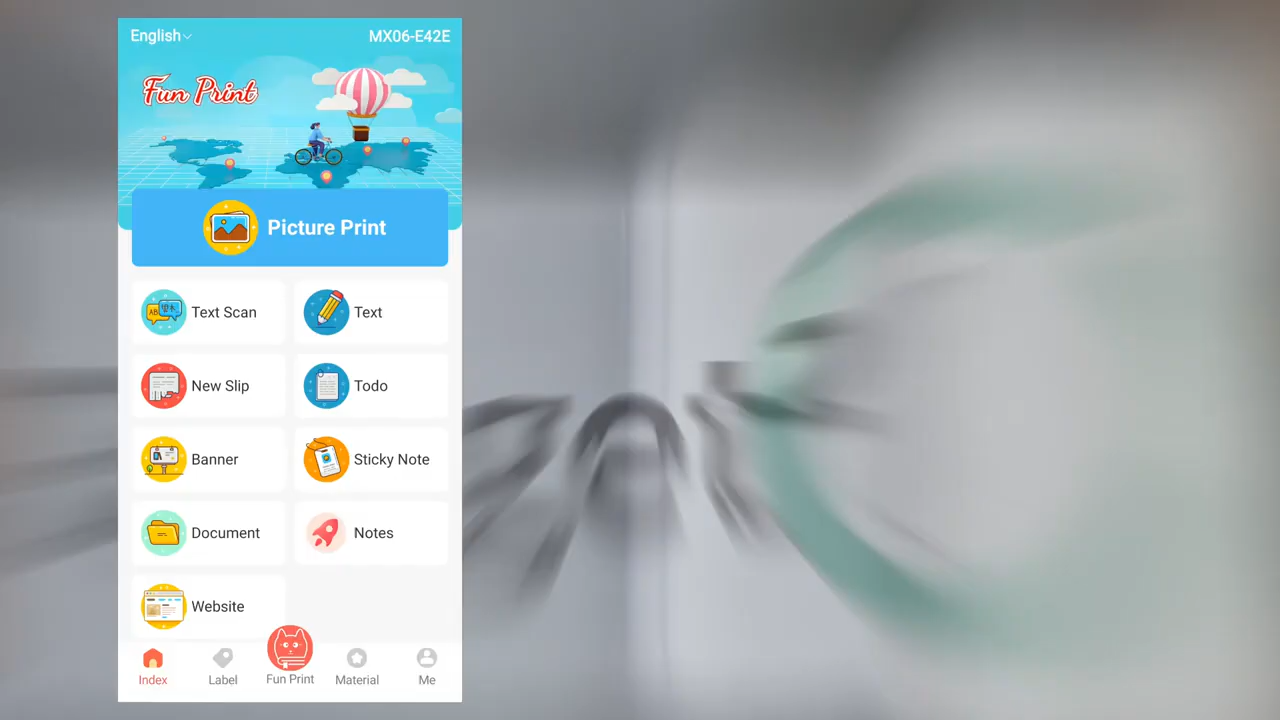 English
MX06-E42E
Fun Print
Picture Print
Text Scan
Text
New Slip
Todo
Banner
Sticky Note
Document
Notes
Website
Index
Label
Fun Print
Material
Me